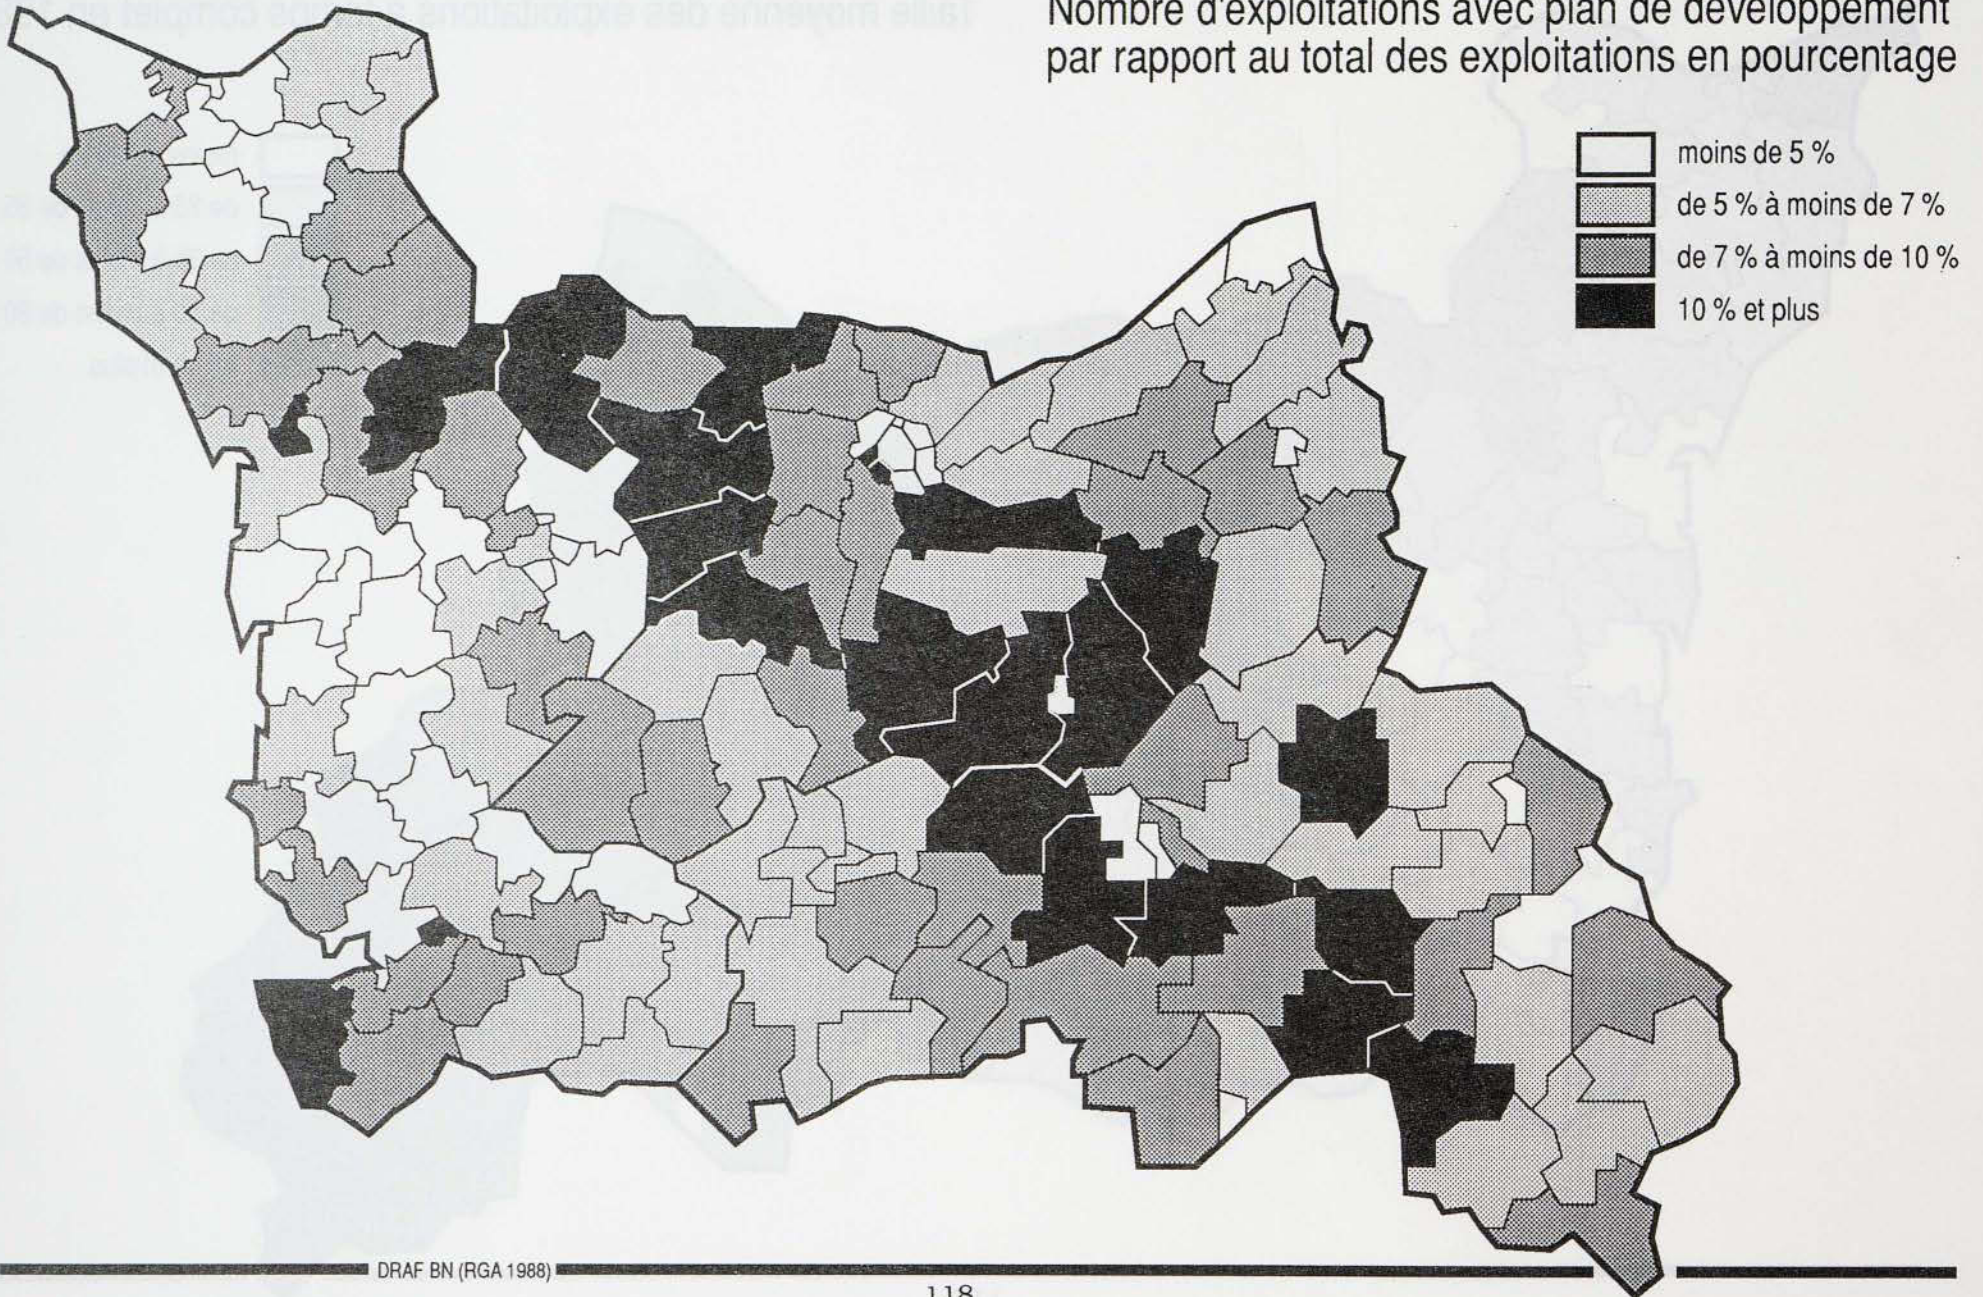 Nombre d'exploitations avec plan de développement
par rapport au total des exploitations en pourcentage
moins de 5 %
de 5 % à moins de 7 %
de 7 % à moins de 10 %
10 % et plus
DRAF BN (RGA 1988)
118